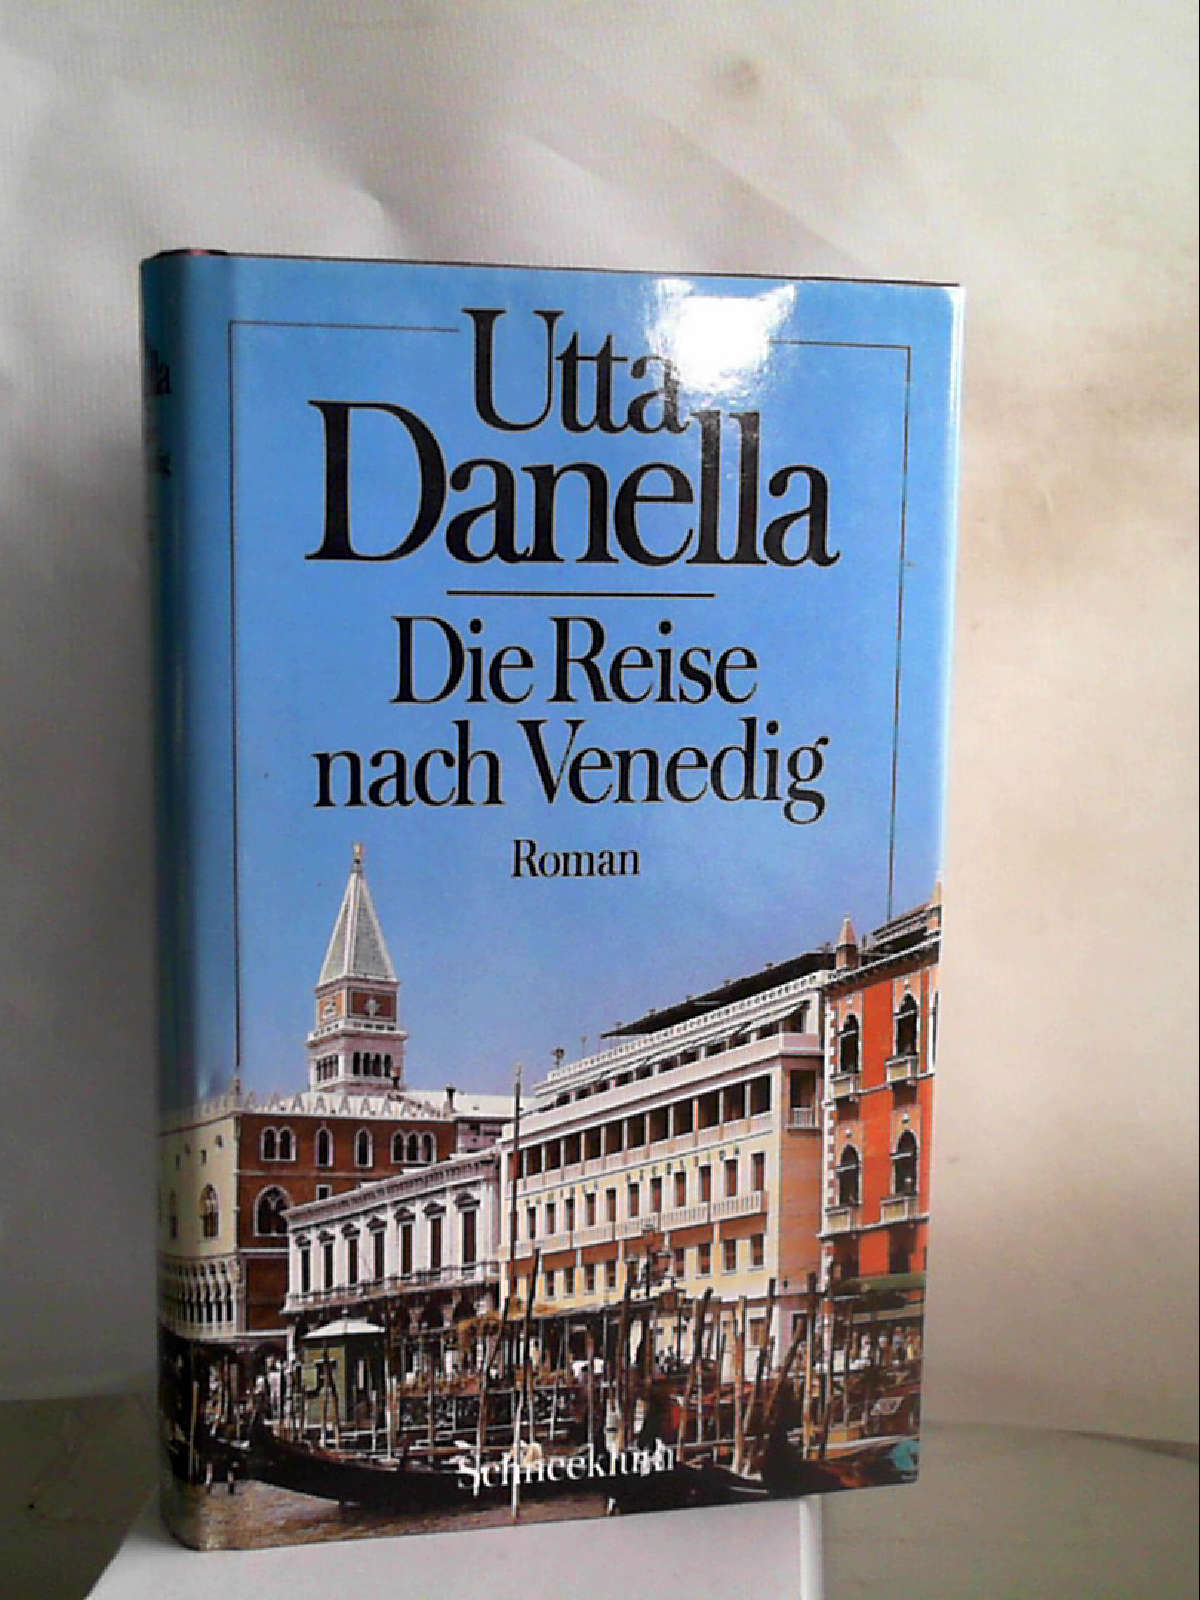 Utta
Danella
Die Reise
nach Venedig
Roman
Schneekluth